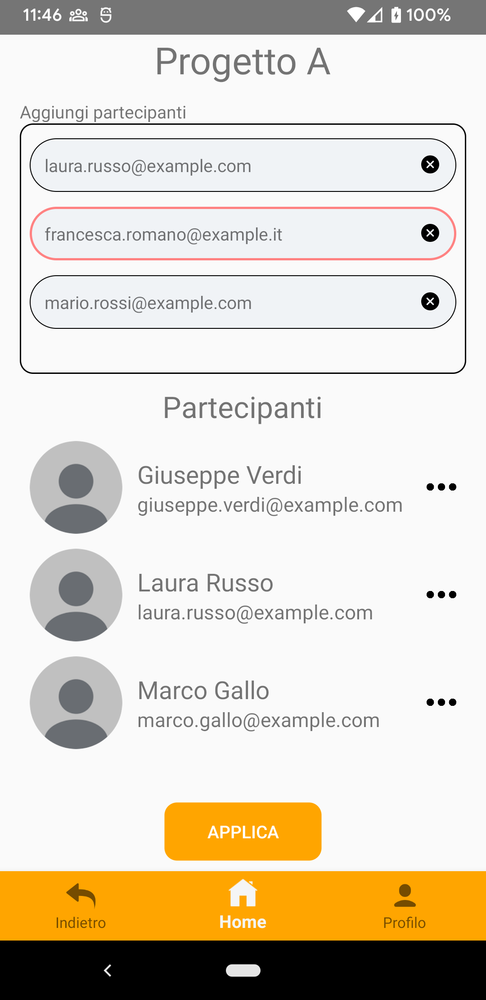 11:46 100%
Progetto A
Aggiungi partecipanti
laura.russo@example.com
francesca.romano@example.it
mario.rossi@example.com
Partecipanti
Giuseppe Verdi
giuseppe.verdi@example.com
Laura Russo
laura.russo@example.com
Marco Gallo
marco.gallo@example.com
APPLICA
Indietro Home Profilo